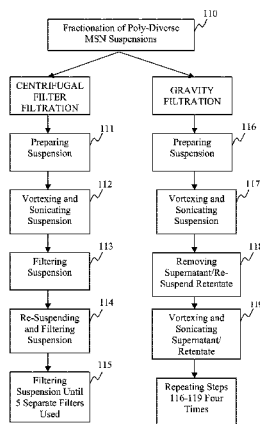 110
Fractionation of Poly-Diverse
MSN Suspensions
CENTRIFUGAL
FILTER
FILTRATION
111
Preparing
Suspension
112
Vortexing and
Sonicating
Suspension
113
Filtering
Suspension
114
Re-Suspending
and Filtering
Suspension
115
Filtering
Suspension Until
5 Separate Filters
Used
GRAVITY
FILTRATION
116
Preparing
Suspension
117
Vortexing and
Sonicating
Suspension
118
Removing
Supernatant/Re-
Suspend Retentate
119
Vortexing and
Sonicating
Supernatant/
Retentate
Repeating Steps
116-119 Four
Times